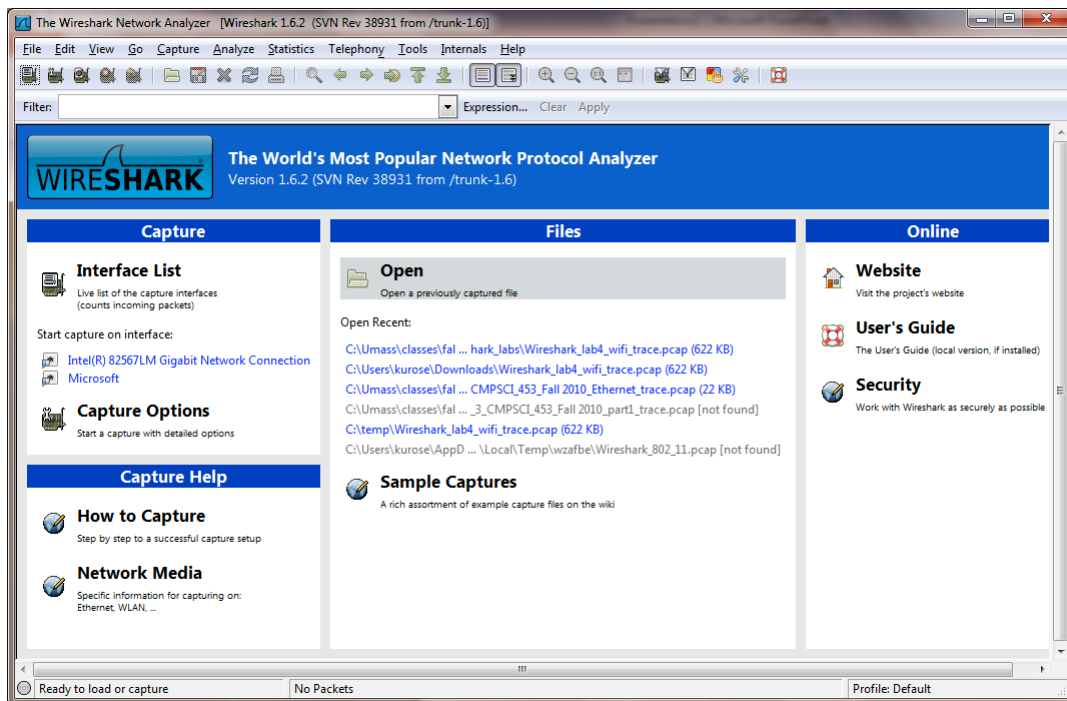 The Wireshark Network Analyzer [Wireshark 1.6.2 (SVN Rev 38931 from /trunk-1.6)]
File Edit View Go Capture Analyze Statistics Telephony Tools Internals Help
Filter: Expression... Clear Apply
WIRESHARK
The World's Most Popular Network Protocol Analyzer
Version 1.6.2 (SVN Rev 38931 from /trunk-1.6)
Capture
Interface List
Live list of the capture interfaces
(counts incoming packets)
Start capture on interface:
Intel(R) 82567LM Gigabit Network Connection
Microsoft
Capture Options
Start a capture with detailed options
Capture Help
How to Capture
Step by step to a successful capture setup
Network Media
Specific information for capturing on:
Ethernet, WLAN, ...
Files
Open
Open a previously captured file
Open Recent:
C:\Umass\classes\fal ... hark_labs\Wireshark_lab4_wifi_trace.pcap (622 KB)
C:\Users\kurose\Downloads\Wireshark_lab4_wifi_trace.pcap (622 KB)
C:\Umass\classes\fal ... CMPSCI_453_Fall 2010_Ethernet_trace.pcap (22 KB)
C:\Umass\classes\fal ... _3_CMPSCI_453_Fall 2010_part1_trace.pcap [not found]
C:\temp\Wireshark_lab4_wifi_trace.pcap (622 KB)
C:\Users\kurose\AppD ... \Local\Temp\wzafbe\Wireshark_802_11.pcap [not found]
Sample Captures
A rich assortment of example capture files on the wiki
Online
Website
Visit the project's website
User's Guide
The User's Guide (local version, if installed)
Security
Work with Wireshark as securely as possible
Ready to load or capture
No Packets
Profile: Default